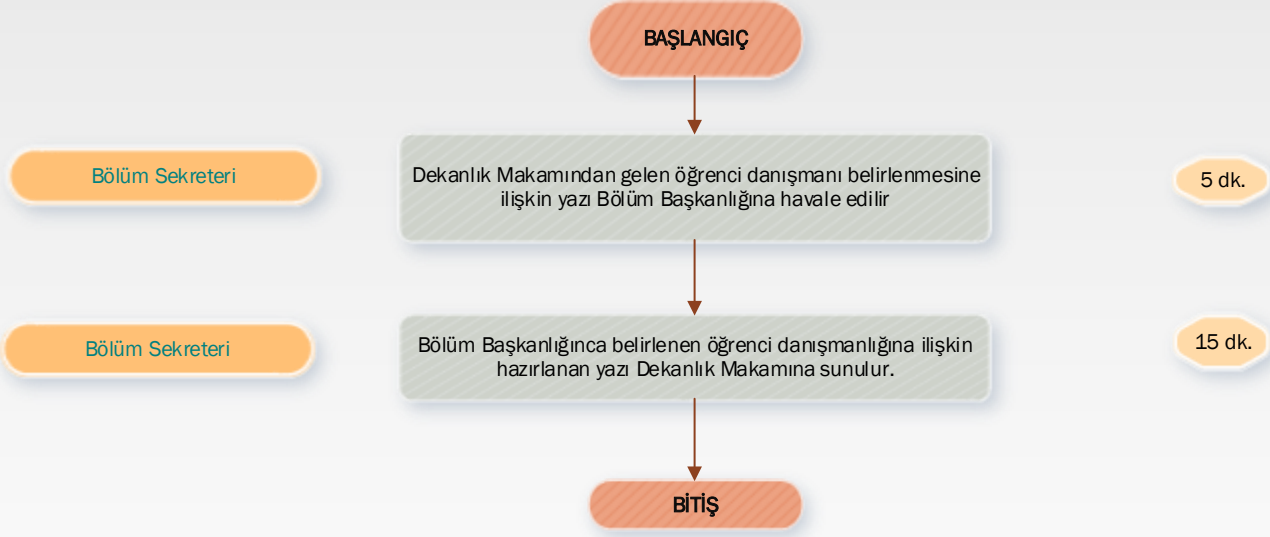 BAŞLANGIÇ
Bölüm Sekreteri
Dekanlık Makamından gelen öğrenci danışmanı belirlenmesine
ilişkin yazı Bölüm Başkanlığına havale edilir
5 dk.
Bölüm Sekreteri
Bölüm Başkanlığınca belirlenen öğrenci danışmanlığına ilişkin
hazırlanan yazı Dekanlık Makamına sunulur.
15 dk.
BİTİŞ